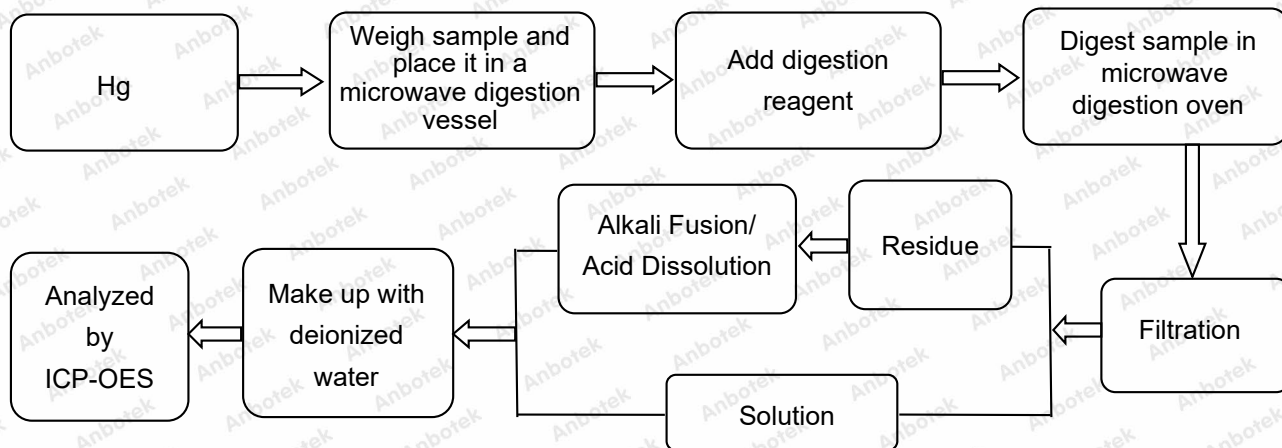 Hg
Weigh sample and
place it in a
microwave digestion
vessel
Add digestion
reagent
Digest sample in
microwave
digestion oven
Alkali Fusion/
Acid Dissolution
Residue
Filtration
Analyzed
by
ICP-OES
Make up with
deionized
water
Solution
Anbotek